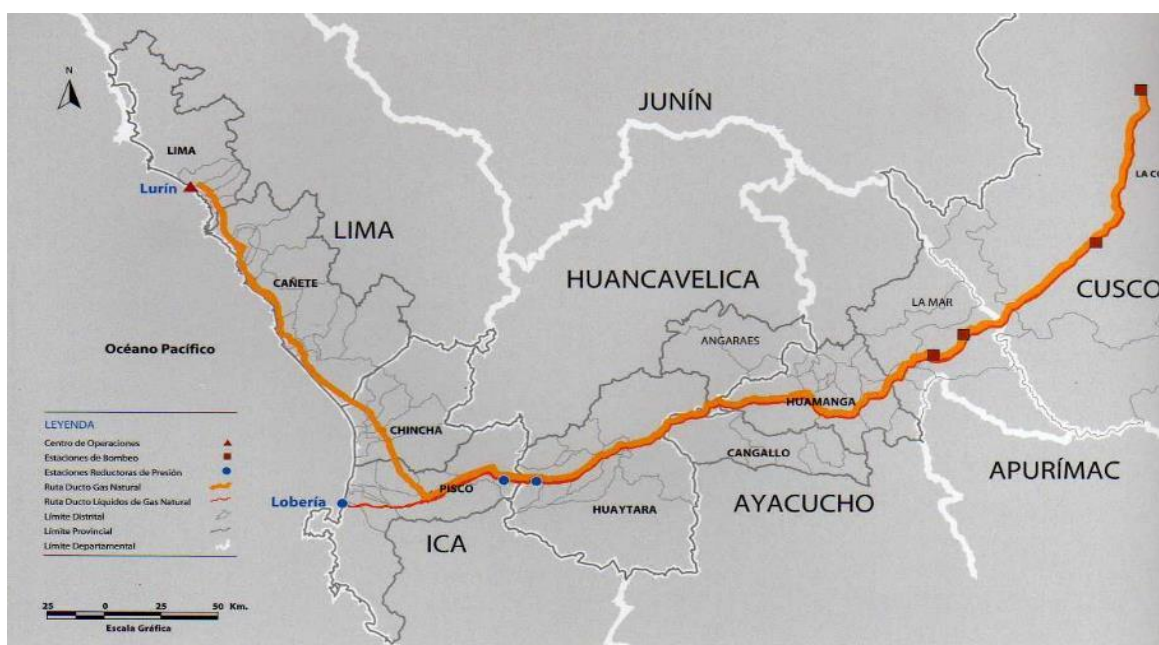 N
JUNÍN
LIMA
Lurín
LA CO
LIMA
HUANCAVELICA
CAÑETE
CUSCO
LA MAR
ANGARAES
Océano Pacífico
HUAMANGA
CHINCHA
CANGALLO
APURÍMAC
PISCO
AYACUCHO
Lobería
HUAYTARA
ICA
LEYENDA
Centro de Operaciones
Estaciones de Bombeo
Estaciones Reductoras de Presión
Ruta Ducto Gas Natural
Ruta Ducto Líquidos de Gas Natural
Límite Distrital
Límite Provincial
Límite Departamental
25 0 25 50 Km.
Escala Gráfica